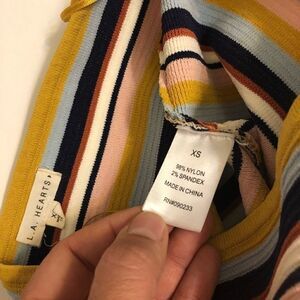 L.A. HEARTS
XS
XS
98% NYLON
2% SPANDEX
MADE IN CHINA
RN#090233